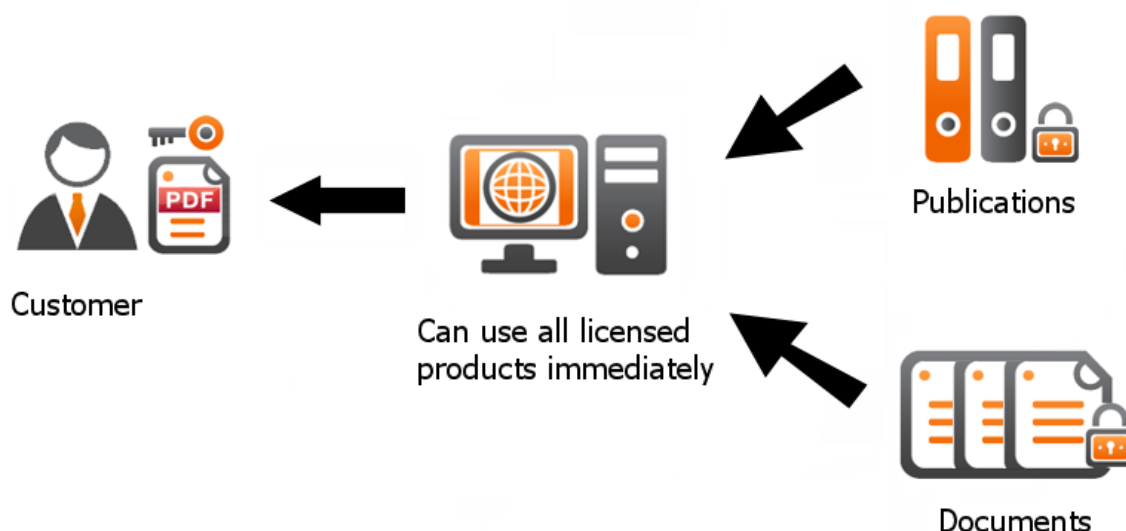 PDF
Customer
Can use all licensed
products immediately
Publications
Documents